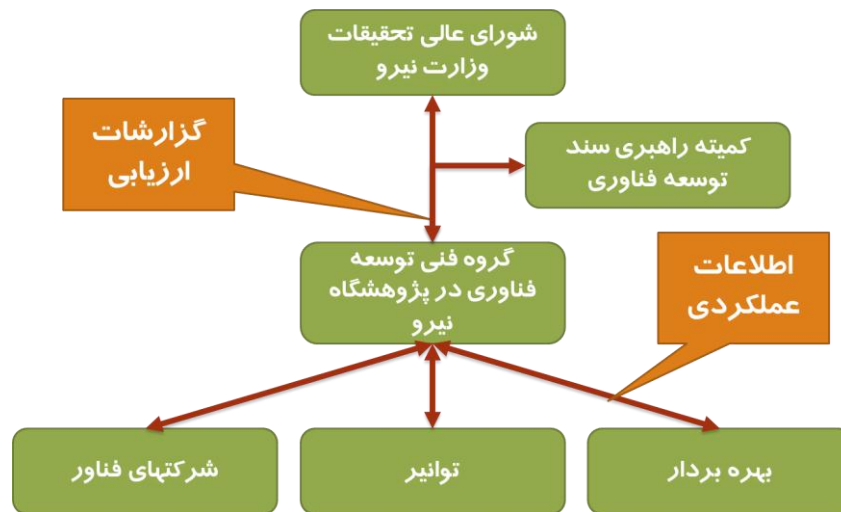 شورای عالی تحقیقات
وزارت نیرو
گزارشات
ارزیابی
کمیته راهبری سند
توسعه فناوری
گروه فنی توسعه
فناوری در پژوهشگاه
نیرو
اطلاعات
عملکردی
بهره بردار
توانیر
شرکتهای فناور